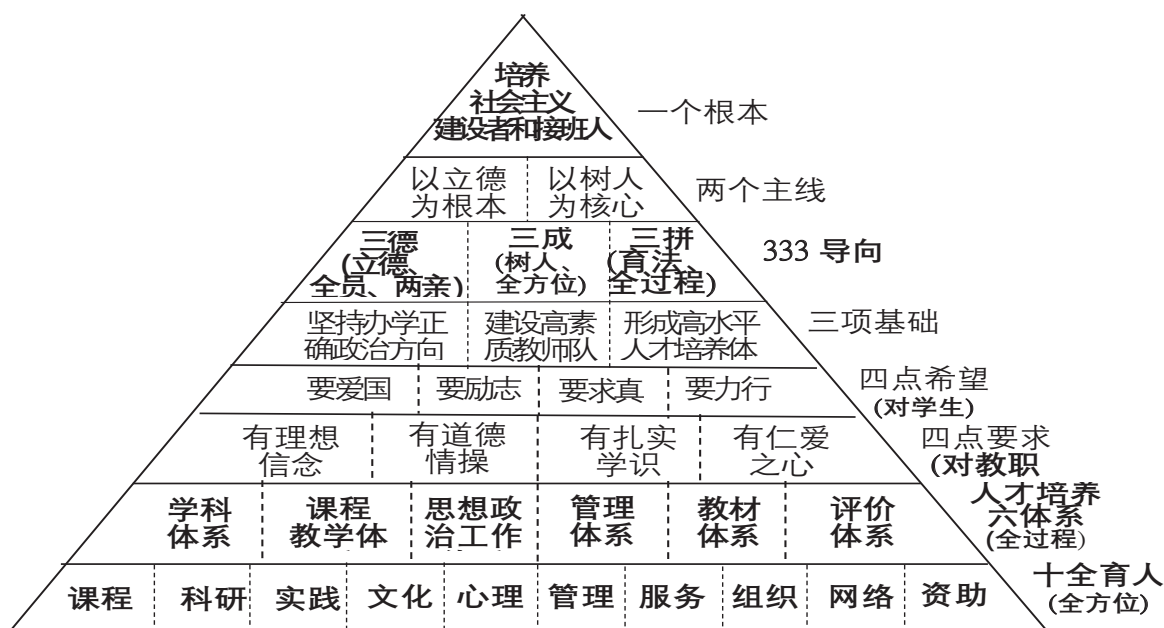 培养
社会主义
建设者和接班人
一个根本
以立德
为根本
以树人
为核心
两个主线
三德
(立德、
全员、两亲)
三成
(树人、
全方位)
三拼
(育法、
全过程)
333 导向
坚持办学正
确政治方向
建设高素
质教师队
形成高水平
人才培养体
三项基础
要爱国
要励志
要求真
要力行
四点希望
(对学生)
有理想
信念
有道德
情操
有扎实
学识
有仁爱
之心
四点要求
(对教职
学科
体系
课程
教学体
思想政
治工作
管理
体系
教材
体系
评价
体系
人才培养
六体系
(全过程)
课程
科研
实践
文化
心理
管理
服务
组织
网络
资助
十全育人
(全方位)